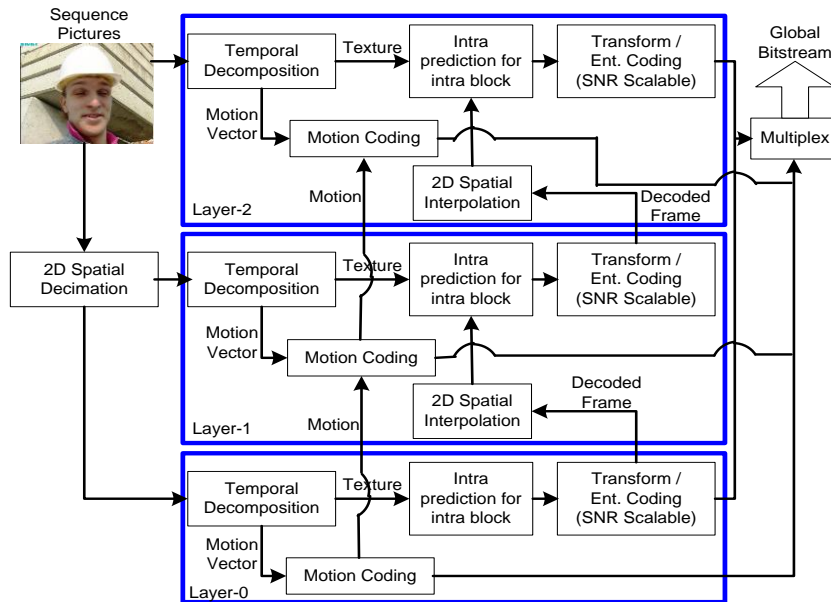 Sequence
Pictures
Temporal
Decomposition
Texture
Intra
prediction for
intra block
Transform /
Ent. Coding
(SNR Scalable)
Global
Bitstream
Motion
Vector
Motion Coding
Multiplex
Motion
2D Spatial
Interpolation
Decoded
Frame
Layer-2
2D Spatial
Decimation
Temporal
Decomposition
Texture
Intra
prediction for
intra block
Transform /
Ent. Coding
(SNR Scalable)
Motion
Vector
Motion Coding
Motion
2D Spatial
Interpolation
Decoded
Frame
Layer-1
Temporal
Decomposition
Texture
Intra
prediction for
intra block
Transform /
Ent. Coding
(SNR Scalable)
Motion
Vector
Motion Coding
Layer-0